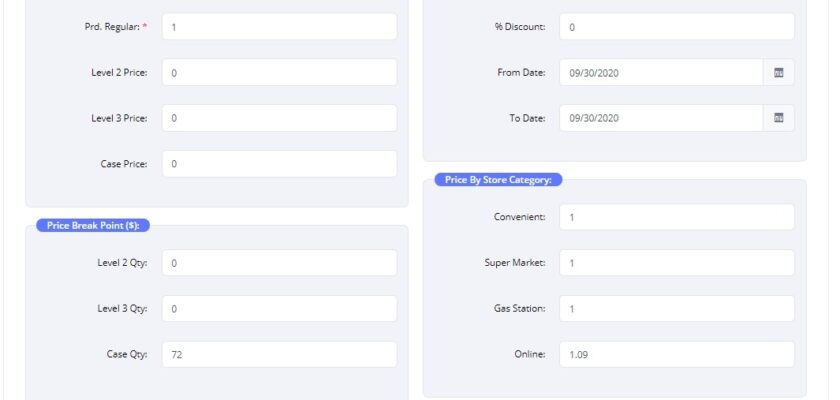 Prd. Regular: * 1
Level 2 Price: 0
Level 3 Price: 0
Case Price: 0
Price Break Point ($):
Level 2 Qty: 0
Level 3 Qty: 0
Case Qty: 72
% Discount: 0
From Date: 09/30/2020
To Date: 09/30/2020
Price By Store Category:
Convenient: 1
Super Market: 1
Gas Station: 1
Online: 1.09